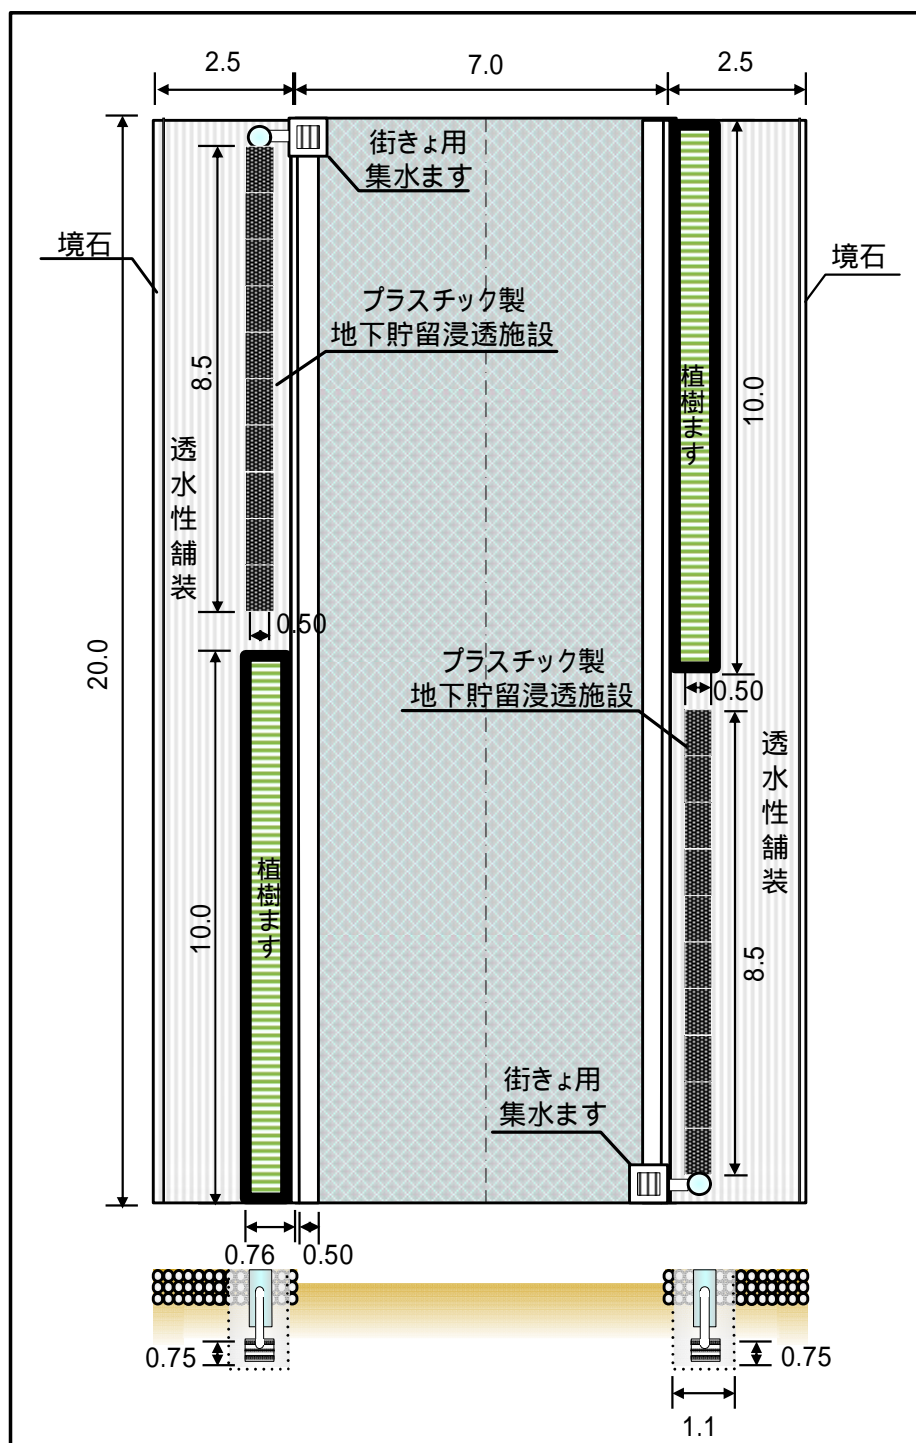 2.5
7.0
2.5
街きょ用
集水ます
境石
境石
プラスチック製
地下貯留浸透施設
8.5
植樹ます
10.0
透水性舗装
20.0
0.50
プラスチック製
地下貯留浸透施設
0.50
透水性舗装
植樹ます
10.0
8.5
街きょ用
集水ます
0.76
0.50
0.75
0.75
1.1